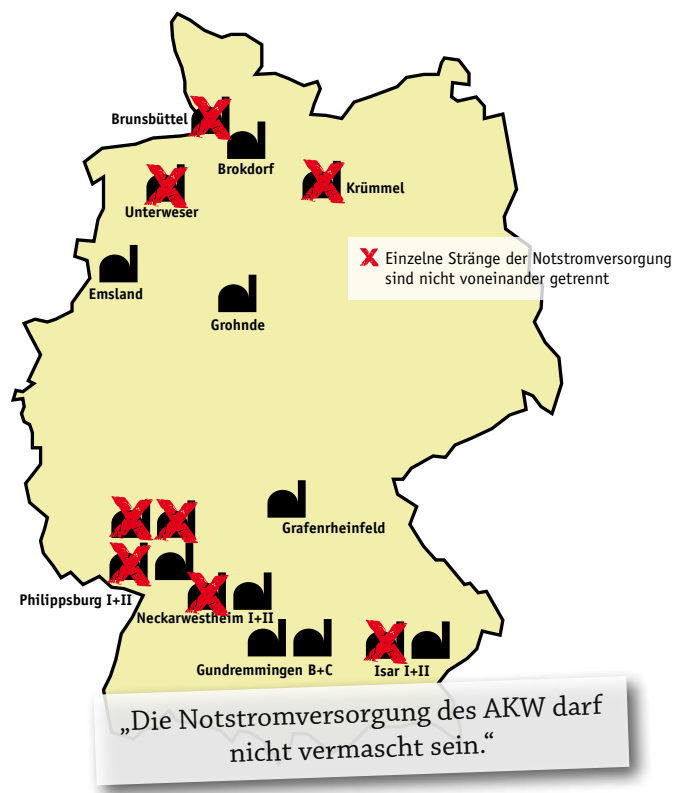 Brunsbüttel
Brokdorf
Krümmel
Unterweser
Einzelne Stränge der Notstromversorgung
sind nicht voneinander getrennt
Emsland
Grohnde
Grafenrheinfeld
Philippsburg I+II
Neckarwestheim I+II
Gundremmingen B+C
Isar I+II
„Die Notstromversorgung des AKW darf
nicht vermascht sein.“